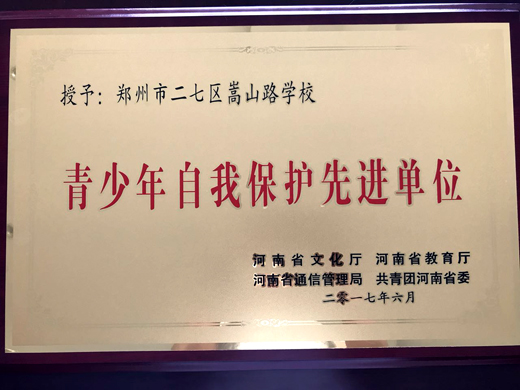 授予：郑州市二七区嵩山路学校
青少年自我保护先进单位
河南省文化厅 河南省教育厅
河南省通信管理局 共青团河南省委
二零一七年六月